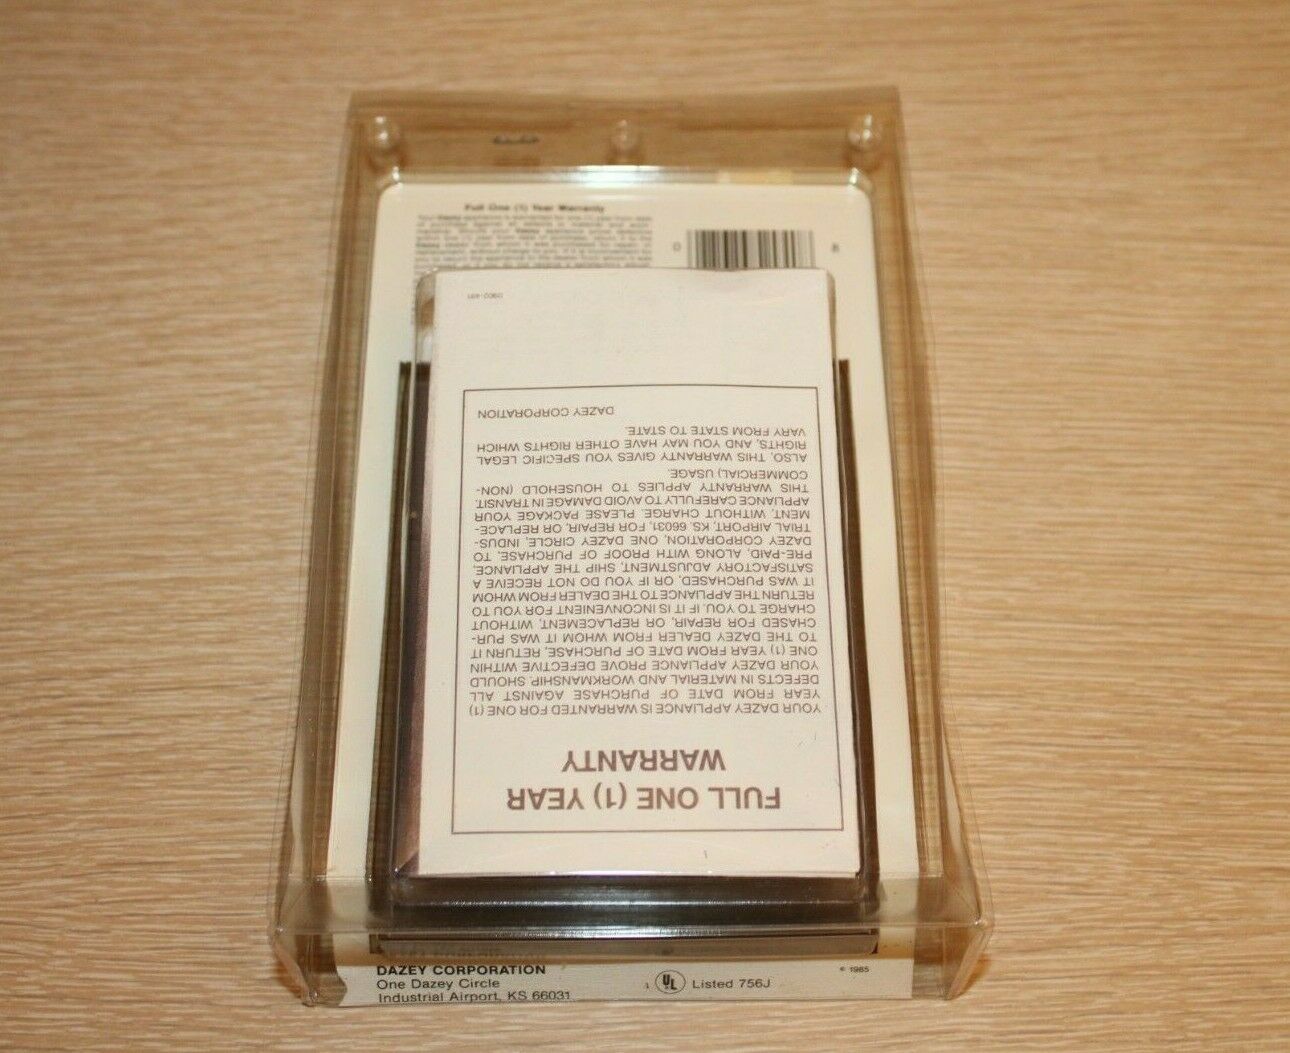 Full One (1) Year Warranty
0
8
FULL ONE (1) YEAR
WARRANTY
YOUR DAZEY APPLIANCE IS WARRANTED FOR ONE (1)
YEAR FROM DATE OF PURCHASE AGAINST ALL
DEFECTS IN MATERIAL AND WORKMANSHIP. SHOULD
YOUR DAZEY APPLIANCE PROVE DEFECTIVE WITHIN
ONE (1) YEAR FROM DATE OF PURCHASE, RETURN IT
TO THE DAZEY DEALER FROM WHOM IT WAS PUR-
CHASED FOR REPAIR, OR REPLACEMENT, WITHOUT
CHARGE TO YOU. IF IT IS INCONVENIENT FOR YOU TO
RETURN THE APPLIANCE TO THE DEALER FROM WHOM
IT WAS PURCHASED, OR IF YOU DO NOT RECEIVE A
SATISFACTORY ADJUSTMENT, SHIP THE APPLIANCE,
PRE-PAID, ALONG WITH PROOF OF PURCHASE, TO,
DAZEY CORPORATION, ONE DAZEY CIRCLE, INDUS-
TRIAL AIRPORT, KS. 66031, FOR REPAIR, OR REPLACE-
MENT, WITHOUT CHARGE. PLEASE PACKAGE YOUR
APPLIANCE CAREFULLY TO AVOID DAMAGE IN TRANSIT.
THIS WARRANTY APPLIES TO HOUSEHOLD (NON-
COMMERCIAL) USAGE.
ALSO, THIS WARRANTY GIVES YOU SPECIFIC LEGAL
RIGHTS, AND YOU MAY HAVE OTHER RIGHTS WHICH
VARY FROM STATE TO STATE.
DAZEY CORPORATION
DAZEY CORPORATION
One Dazey Circle
Industrial Airport, KS 66031
UL Listed 756J
© 1985